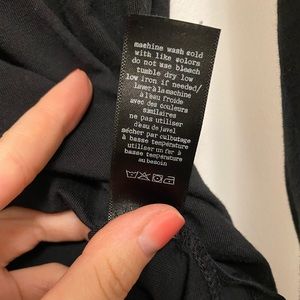 machine wash cold
with like colors
do not use bleach
tumble dry low
low iron if needed/
laver à la machine
à l'eau froide
avec des couleurs
similaires
ne pas utiliser
d'eau de javel
sécher par culbutage
à basse température
utiliser un fer à
basse température
au besoin